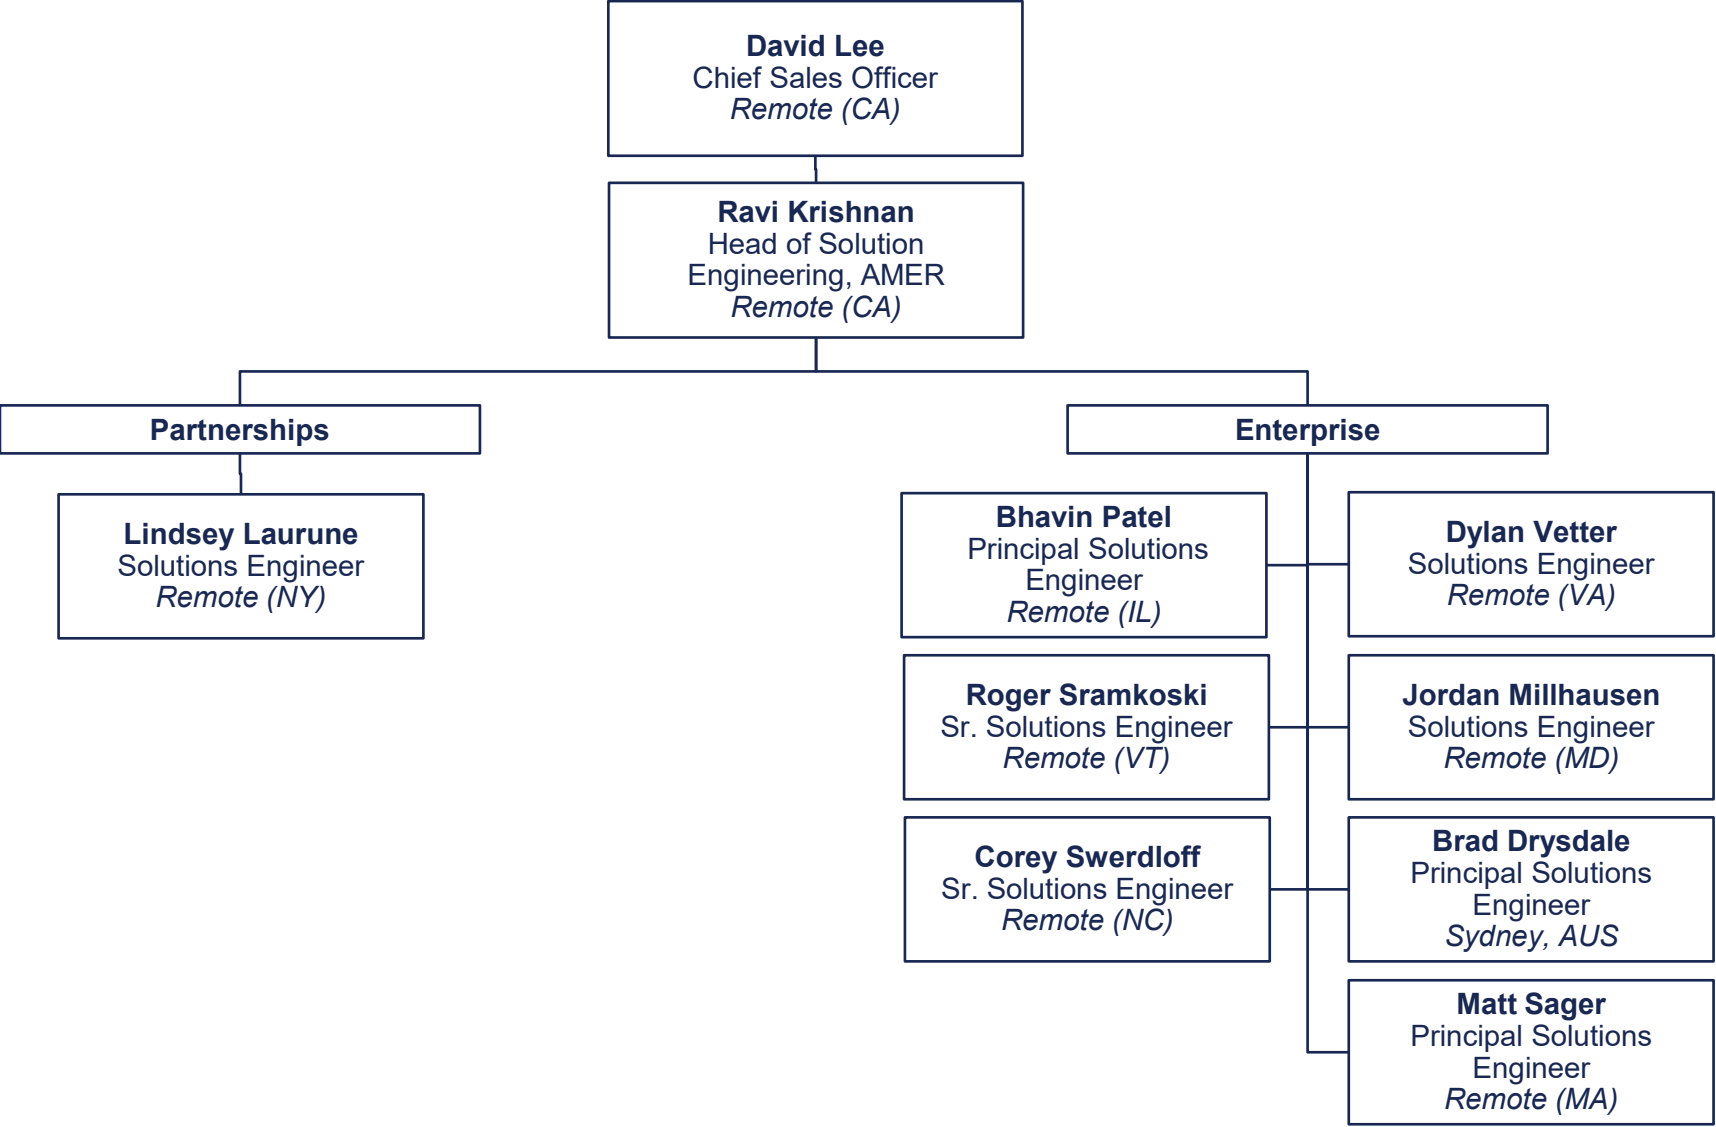 David Lee
Chief Sales Officer
Remote (CA)
Ravi Krishnan
Head of Solution
Engineering, AMER
Remote (CA)
Partnerships
Enterprise
Lindsey Laurune
Solutions Engineer
Remote (NY)
Bhavin Patel
Principal Solutions
Engineer
Remote (IL)
Dylan Vetter
Solutions Engineer
Remote (VA)
Roger Sramkoski
Sr. Solutions Engineer
Remote (VT)
Jordan Millhausen
Solutions Engineer
Remote (MD)
Corey Swerdloff
Sr. Solutions Engineer
Remote (NC)
Brad Drysdale
Principal Solutions
Engineer
Sydney, AUS
Matt Sager
Principal Solutions
Engineer
Remote (MA)